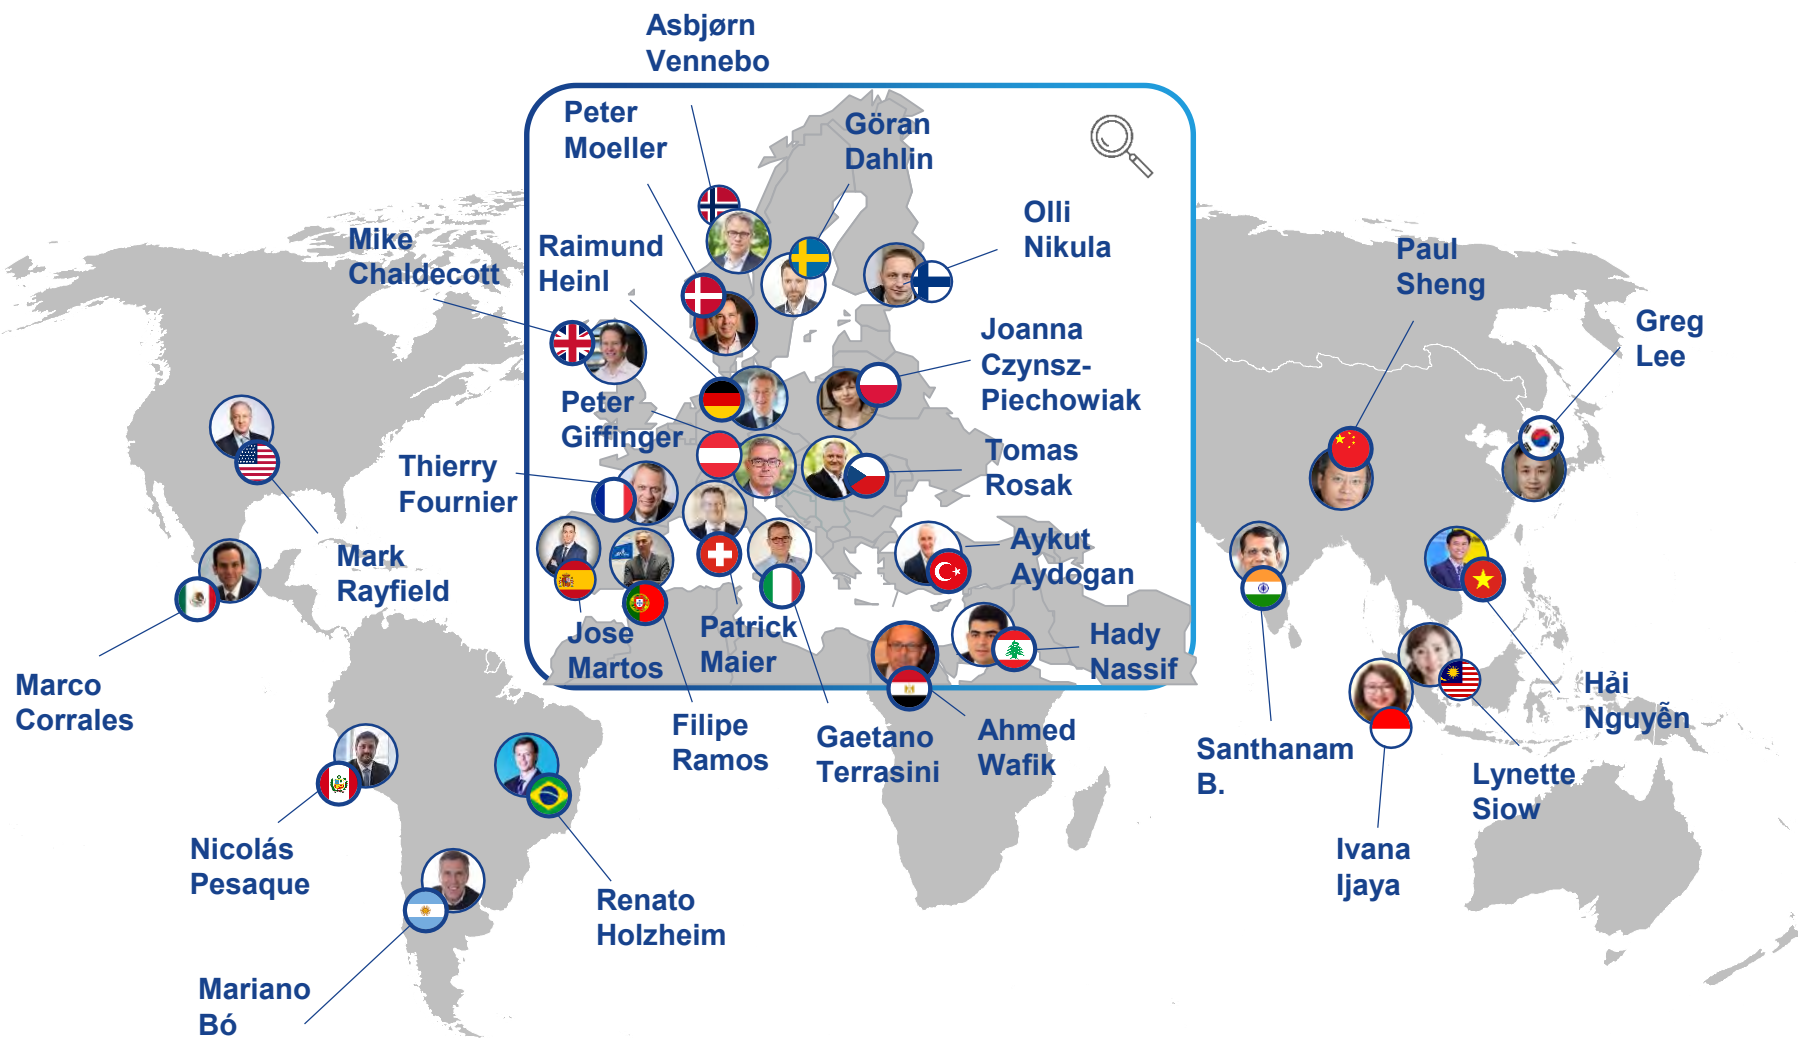 Asbjørn
Vennebo
Peter
Moeller
Göran
Dahlin
Olli
Nikula
Mike
Chaldecott
Raimund
Heinl
Paul
Sheng
Greg
Lee
Joanna
Czynsz-
Piechowiak
Peter
Giffinger
Thierry
Fournier
Tomas
Rosak
Mark
Rayfield
Aykut
Aydogan
Jose
Martos
Patrick
Maier
Hady
Nassif
Marco
Corrales
Filipe
Ramos
Gaetano
Terrasini
Ahmed
Wafik
Santhanam
B.
Hải
Nguyễn
Lynette
Siow
Nicolás
Pesaque
Ivana
Ijaya
Renato
Holzheim
Mariano
Bó